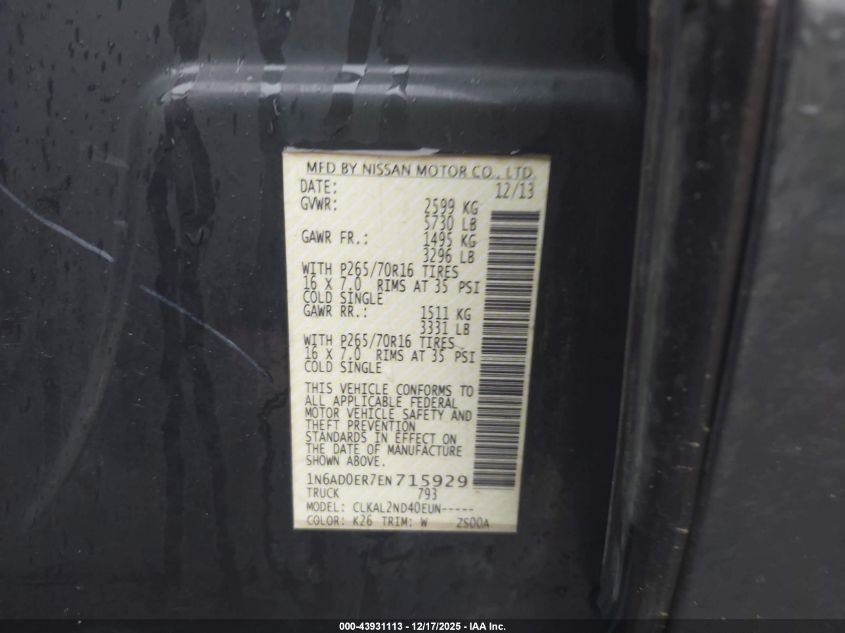 MFD BY NISSAN MOTOR CO., LTD.
DATE: 12/13
GVWR: 2599 KG
5730 LB
GAWR FR.: 1495 KG
3296 LB
WITH P265/70R16 TIRES
16 X 7.0 RIMS AT 35 PSI
COLD SINGLE
GAWR RR.: 1511 KG
3331 LB
WITH P265/70R16 TIRES
16 X 7.0 RIMS AT 35 PSI
COLD SINGLE
THIS VEHICLE CONFORMS TO
ALL APPLICABLE FEDERAL
MOTOR VEHICLE SAFETY AND
THEFT PREVENTION
STANDARDS IN EFFECT ON
THE DATE OF MANUFACTURE
SHOWN ABOVE.
1N6AD0ER7EN715929
TRUCK 793
MODEL: CLKAL2ND40EUN-----
COLOR: K26 TRIM: W ZS00A
000-43931113 - 12/17/2025 - IAA Inc.